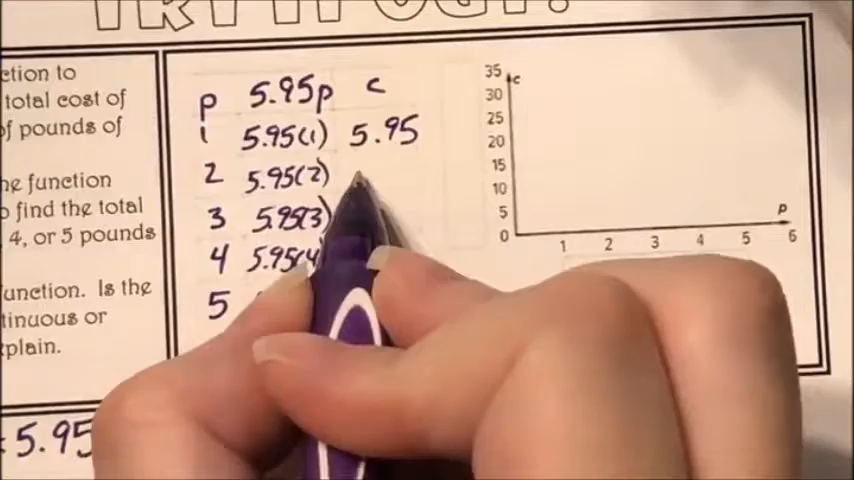 TRY IT OUT!
ction to
total cost of
of pounds of
he function
o find the total
4, or 5 pounds
unction. Is the
tinuous or
plain.
5.95
p 5.95p c
1 5.95(1) 5.95
2 5.95(2)
3 5.95(3)
4 5.95(4
5
35 c
30
25
20
15
10
5
0 1 2 3 4 5 6
p